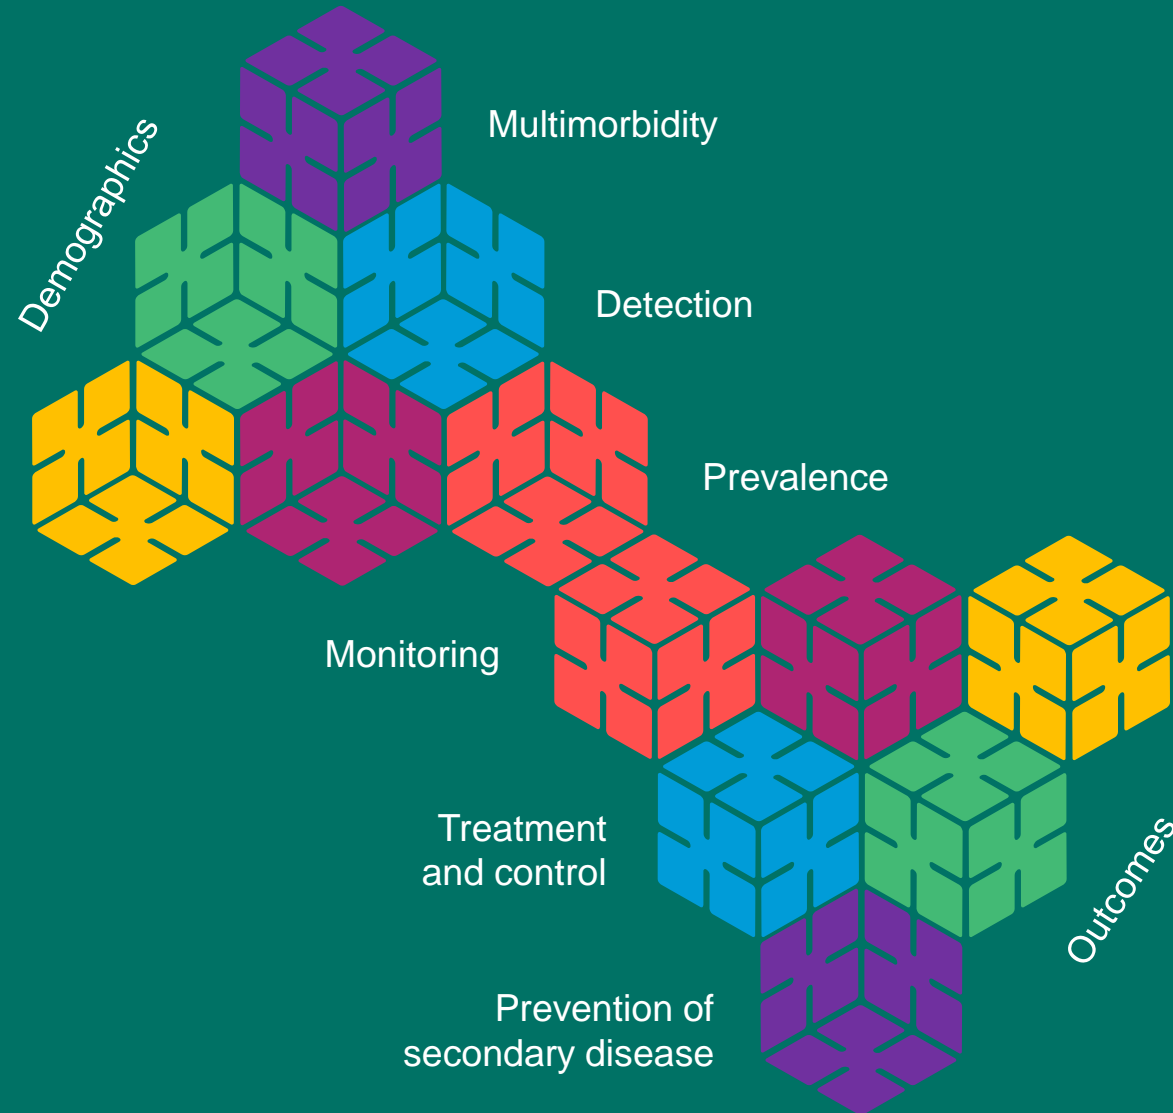 Multimorbidity
Demographics
Detection
Prevalence
Monitoring
Treatment
and control
Outcomes
Prevention of
secondary disease